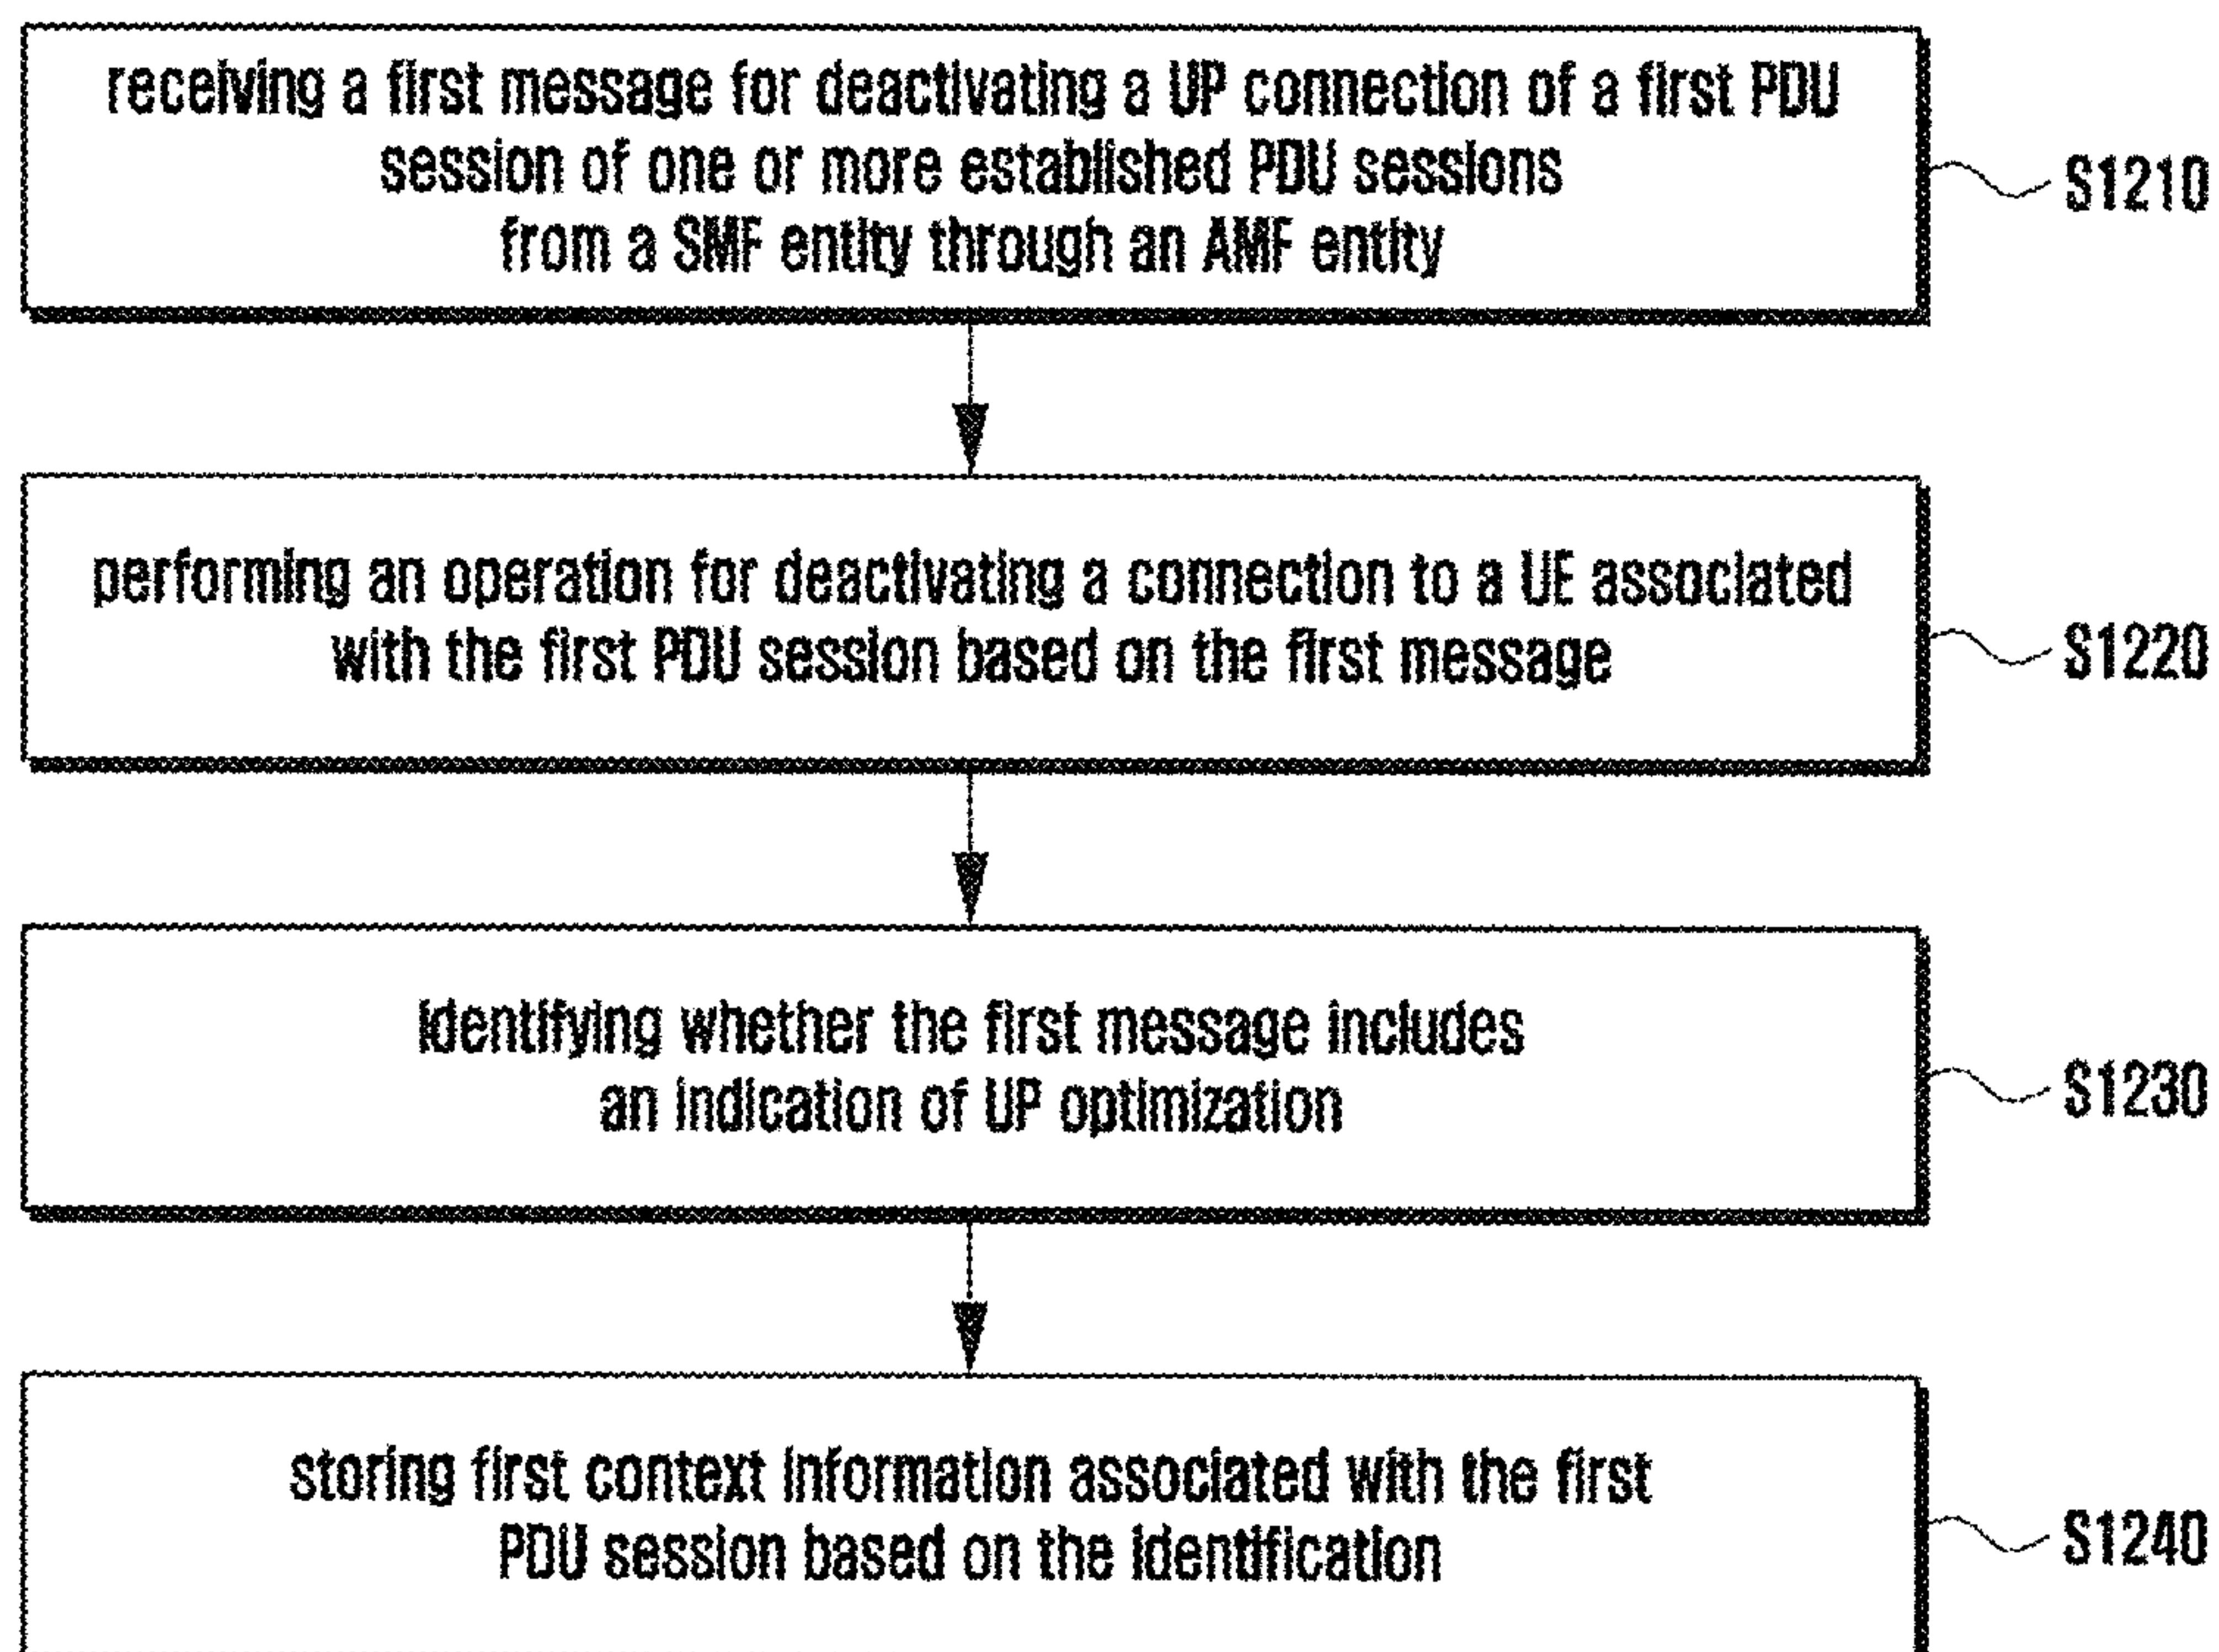 receiving a first message for deactivating a UP connection of a first PDU
session of one or more established PDU sessions
from a SMF entity through an AMF entity
S1210
performing an operation for deactivating a connection to a UE associated
with the first PDU session based on the first message
S1220
identifying whether the first message includes
an indication of UP optimization
S1230
storing first context information associated with the first
PDU session based on the identification
S1240